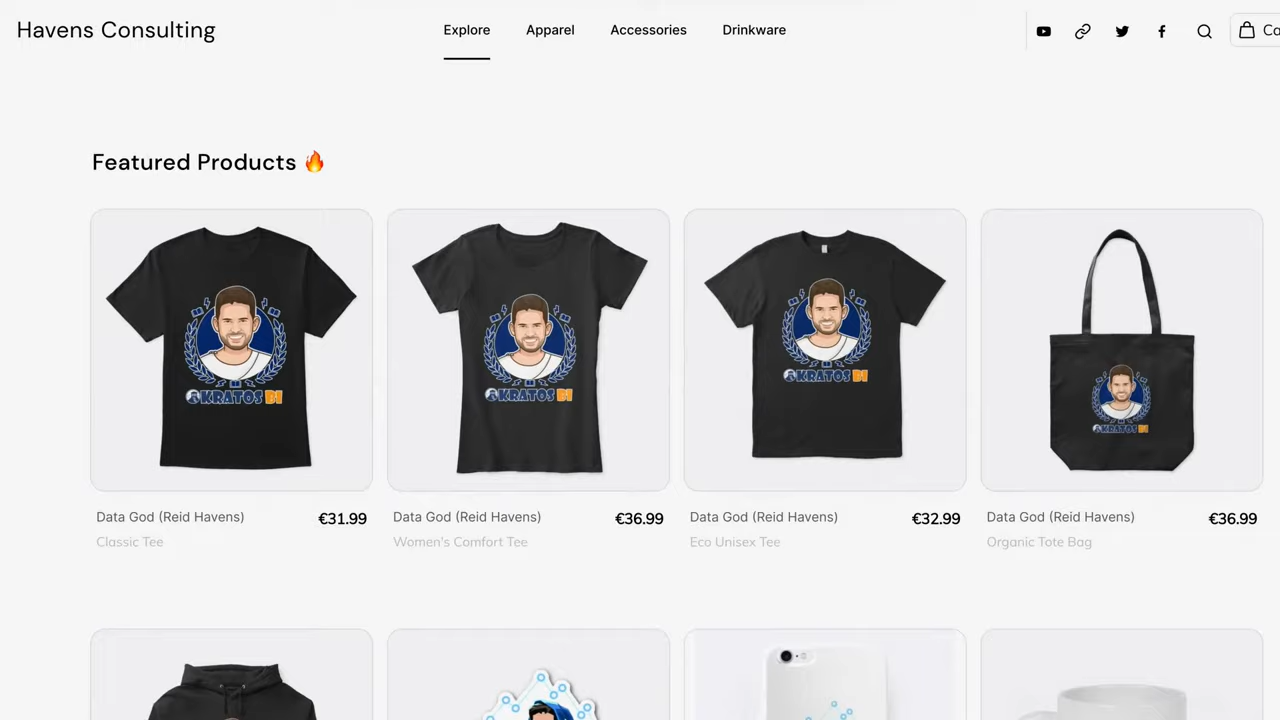 Havens Consulting
Explore
Apparel
Accessories
Drinkware
Featured Products 🔥
KRATOS BI
KRATOS BI
KRATOS BI
KRATOS BI
Data God (Reid Havens) €31.99
Classic Tee
Data God (Reid Havens) €36.99
Women's Comfort Tee
Data God (Reid Havens) €32.99
Eco Unisex Tee
Data God (Reid Havens) €36.99
Organic Tote Bag